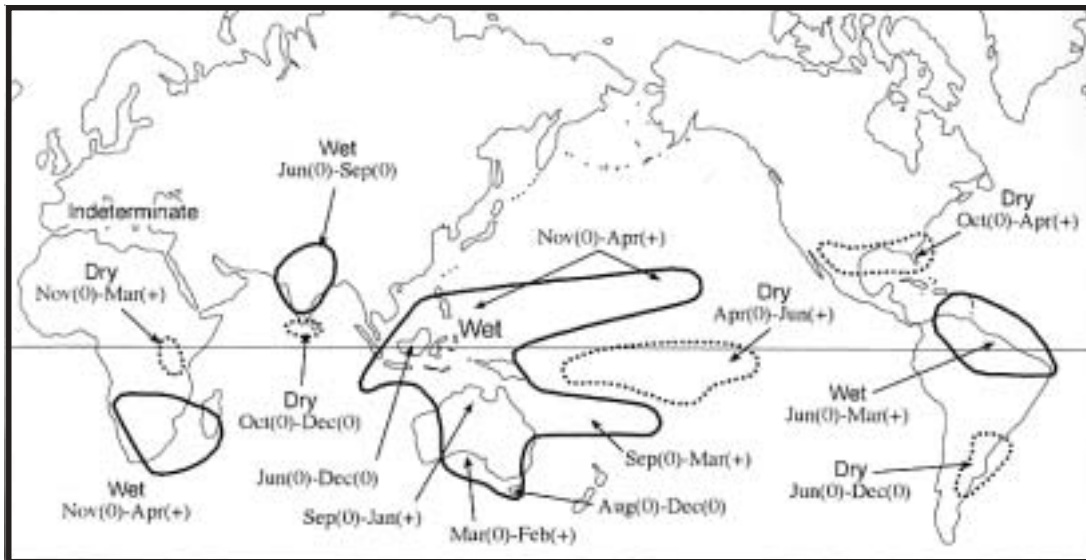 Wet
Jun(0)-Sep(0)
Indeterminate
Dry
Nov(0)-Mar(+)
Nov(0)-Apr(+)
Dry
Oct(0)-Apr(+)
Dry
Apr(0)-Jun(+)
Wet
Dry
Oct(0)-Dec(0)
Wet
Jun(0)-Mar(+)
Jun(0)-Dec(0)
Sep(0)-Mar(+)
Dry
Jun(0)-Dec(0)
Wet
Nov(0)-Apr(+)
Sep(0)-Jan(+)
Aug(0)-Dec(0)
Mar(0)-Feb(+)